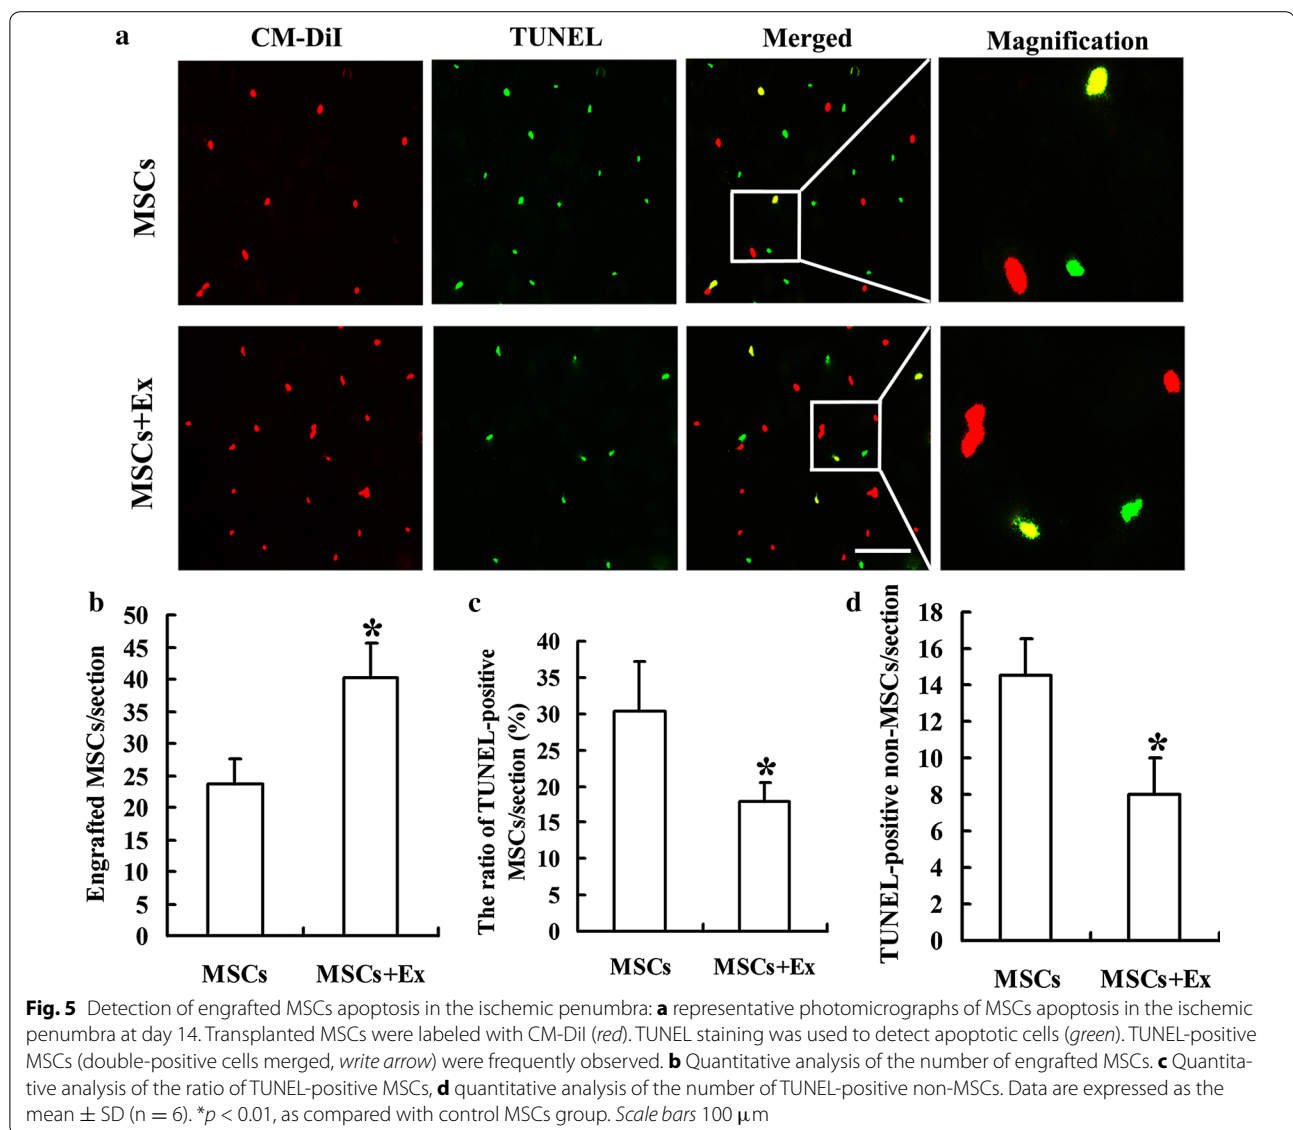 a
CM-DiI
TUNEL
Merged
Magnification
MSCs
MSCs+Ex
b
Engrafted MSCs/section
50
45
40
35
30
25
20
15
10
5
0
*
MSCs
MSCs+Ex
c
The ratio of TUNEL-positive
MSCs/section (%)
40
35
30
25
20
15
10
5
0
*
MSCs
MSCs+Ex
d
TUNEL-positive non-MSCs/section
18
16
14
12
10
8
6
4
2
0
*
MSCs
MSCs+Ex
Fig. 5 Detection of engrafted MSCs apoptosis in the ischemic penumbra: a representative photomicrographs of MSCs apoptosis in the ischemic
penumbra at day 14. Transplanted MSCs were labeled with CM-DiI (red). TUNEL staining was used to detect apoptotic cells (green). TUNEL-positive
MSCs (double-positive cells merged, write arrow) were frequently observed. b Quantitative analysis of the number of engrafted MSCs. c Quantita-
tive analysis of the ratio of TUNEL-positive MSCs, d quantitative analysis of the number of TUNEL-positive non-MSCs. Data are expressed as the
mean ± SD (n = 6). *p < 0.01, as compared with control MSCs group. Scale bars 100 μm